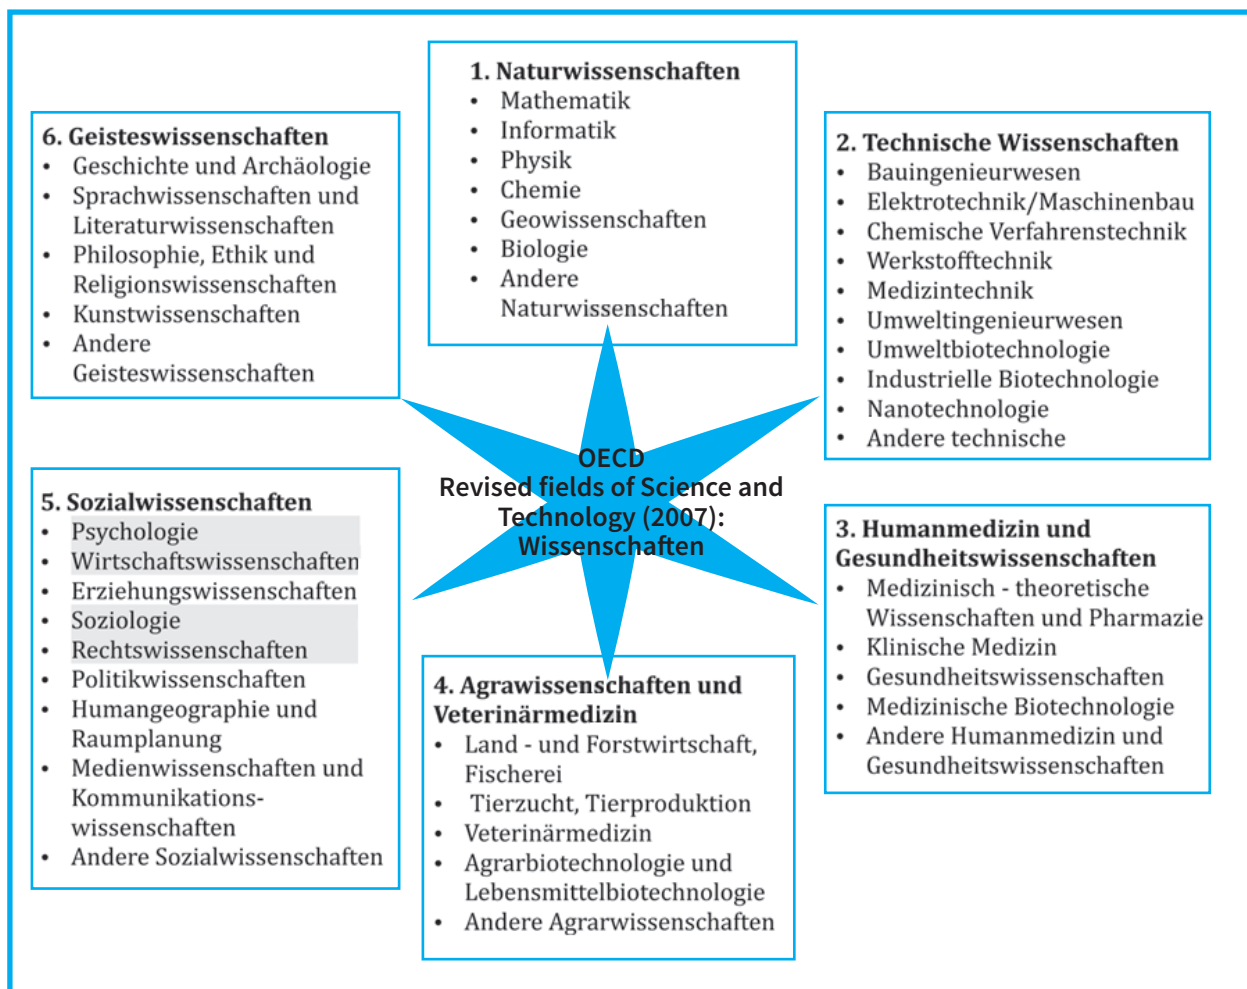 1. Naturwissenschaften
• Mathematik
• Informatik
• Physik
• Chemie
• Geowissenschaften
• Biologie
• Andere
Naturwissenschaften
2. Technische Wissenschaften
• Bauingenieurwesen
• Elektrotechnik/Maschinenbau
• Chemische Verfahrenstechnik
• Werkstofftechnik
• Medizintechnik
• Umweltingenieurwesen
• Umweltbiotechnologie
• Industrielle Biotechnologie
• Nanotechnologie
• Andere technische
3. Humanmedizin und
Gesundheitswissenschaften
• Medizinisch - theoretische
Wissenschaften und Pharmazie
• Klinische Medizin
• Gesundheitswissenschaften
• Medizinische Biotechnologie
• Andere Humanmedizin und
Gesundheitswissenschaften
4. Agrawissenschaften und
Veterinärmedizin
• Land - und Forstwirtschaft,
Fischerei
• Tierzucht, Tierproduktion
• Veterinärmedizin
• Agrarbiotechnologie und
Lebensmittelbiotechnologie
• Andere Agrarwissenschaften
5. Sozialwissenschaften
• Psychologie
• Wirtschaftswissenschaften
• Erziehungswissenschaften
• Soziologie
• Rechtswissenschaften
• Politikwissenschaften
• Humangeographie und
Raumplanung
• Medienwissenschaften und
Kommunikations-
wissenschaften
• Andere Sozialwissenschaften
6. Geisteswissenschaften
• Geschichte und Archäologie
• Sprachwissenschaften und
Literaturwissenschaften
• Philosophie, Ethik und
Religionswissenschaften
• Kunstwissenschaften
• Andere
Geisteswissenschaften
OECD
Revised fields of Science and
Technology (2007):
Wissenschaften